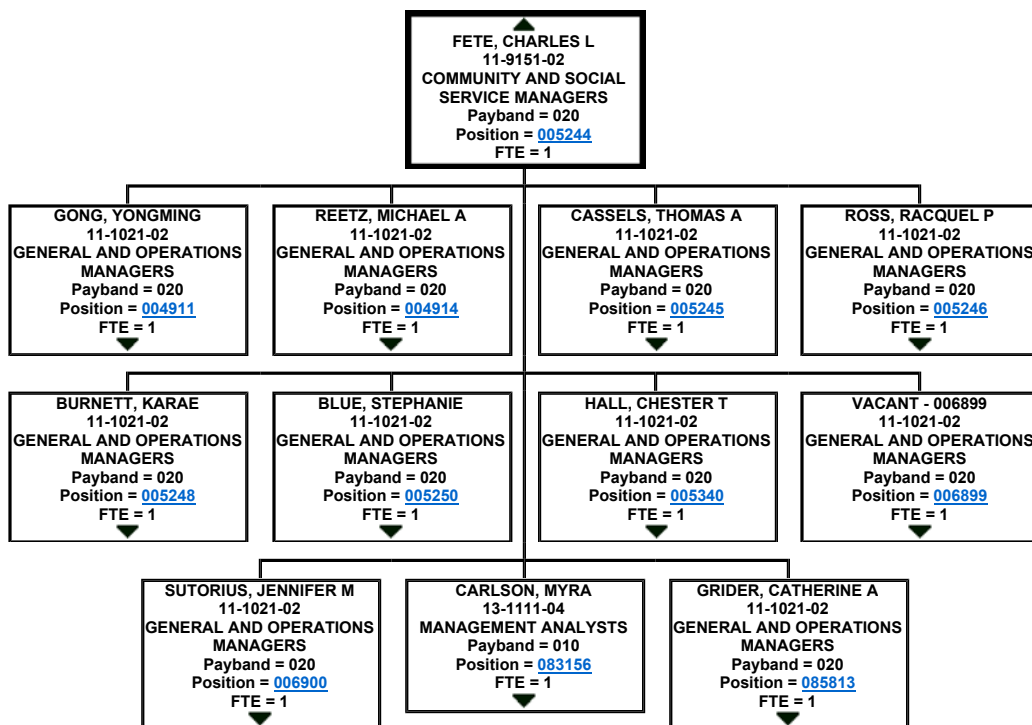 FETE, CHARLES L
11-9151-02
COMMUNITY AND SOCIAL
SERVICE MANAGERS
Payband = 020
Position = 005244
FTE = 1
GONG, YONGMING
11-1021-02
GENERAL AND OPERATIONS
MANAGERS
Payband = 020
Position = 004911
FTE = 1
REETZ, MICHAEL A
11-1021-02
GENERAL AND OPERATIONS
MANAGERS
Payband = 020
Position = 004914
FTE = 1
CASSELS, THOMAS A
11-1021-02
GENERAL AND OPERATIONS
MANAGERS
Payband = 020
Position = 005245
FTE = 1
ROSS, RACQUEL P
11-1021-02
GENERAL AND OPERATIONS
MANAGERS
Payband = 020
Position = 005246
FTE = 1
BURNETT, KARAE
11-1021-02
GENERAL AND OPERATIONS
MANAGERS
Payband = 020
Position = 005248
FTE = 1
BLUE, STEPHANIE
11-1021-02
GENERAL AND OPERATIONS
MANAGERS
Payband = 020
Position = 005250
FTE = 1
HALL, CHESTER T
11-1021-02
GENERAL AND OPERATIONS
MANAGERS
Payband = 020
Position = 005340
FTE = 1
VACANT - 006899
11-1021-02
GENERAL AND OPERATIONS
MANAGERS
Payband = 020
Position = 006899
FTE = 1
SUTORIUS, JENNIFER M
11-1021-02
GENERAL AND OPERATIONS
MANAGERS
Payband = 020
Position = 006900
FTE = 1
CARLSON, MYRA
13-1111-04
MANAGEMENT ANALYSTS
Payband = 010
Position = 083156
FTE = 1
GRIDER, CATHERINE A
11-1021-02
GENERAL AND OPERATIONS
MANAGERS
Payband = 020
Position = 085813
FTE = 1